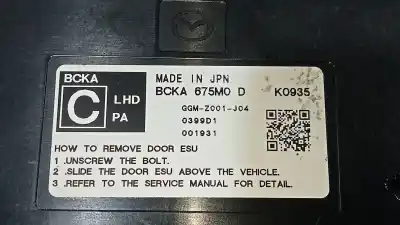 BCKA
C
LHD
PA
MADE IN JPN
BCKA 675M0 D K0935
GGM-Z001-J04
0399D1
001931
HOW TO REMOVE DOOR ESU
1 .UNSCREW THE BOLT.
2 .SLIDE THE DOOR ESU ABOVE THE VEHICLE.
3 .REFER TO THE SERVICE MANUAL FOR DETAIL.